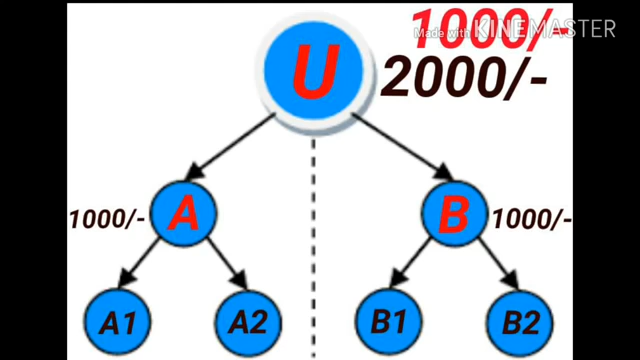 1000/-
Made with KINEMASTER
U
2000/-
A
B
1000/-
1000/-
A1
A2
B1
B2